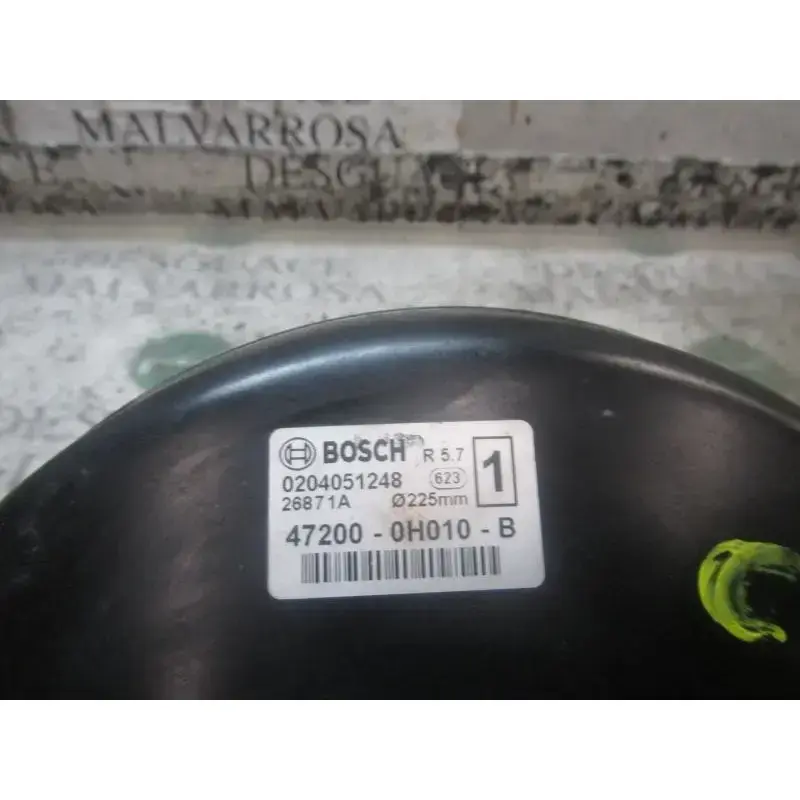 MALVARROSA
DESGUACE
MALVARROSA
BOSCH R 5.7
0204051248 623 1
26871A Ø225mm
47200 - 0H010 - B